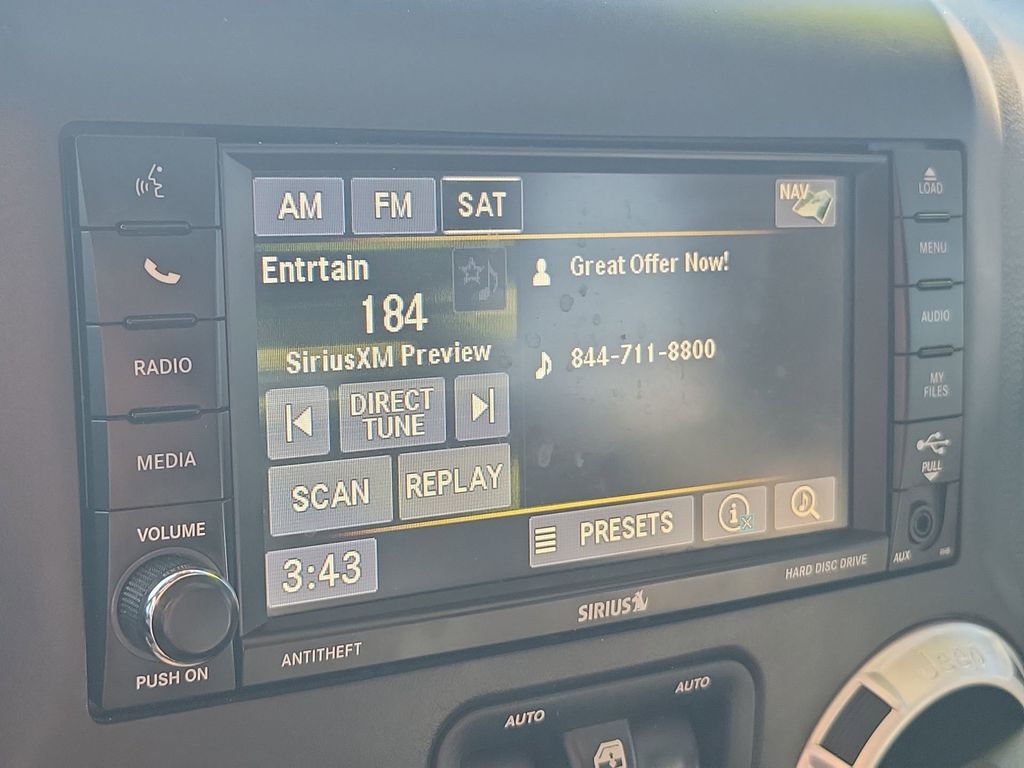 AM FM SAT NAV
Entrtain
184
SiriusXM Preview
DIRECT
TUNE
SCAN REPLAY
3:43
Great Offer Now!
844-711-8800
PRESETS
RADIO
MEDIA
VOLUME
PUSH ON
ANTITHEFT
SIRIUS
HARD DISC DRIVE
LOAD
MENU
AUDIO
MY
FILES
PULL
AUX
AUTO
AUTO
Jeep